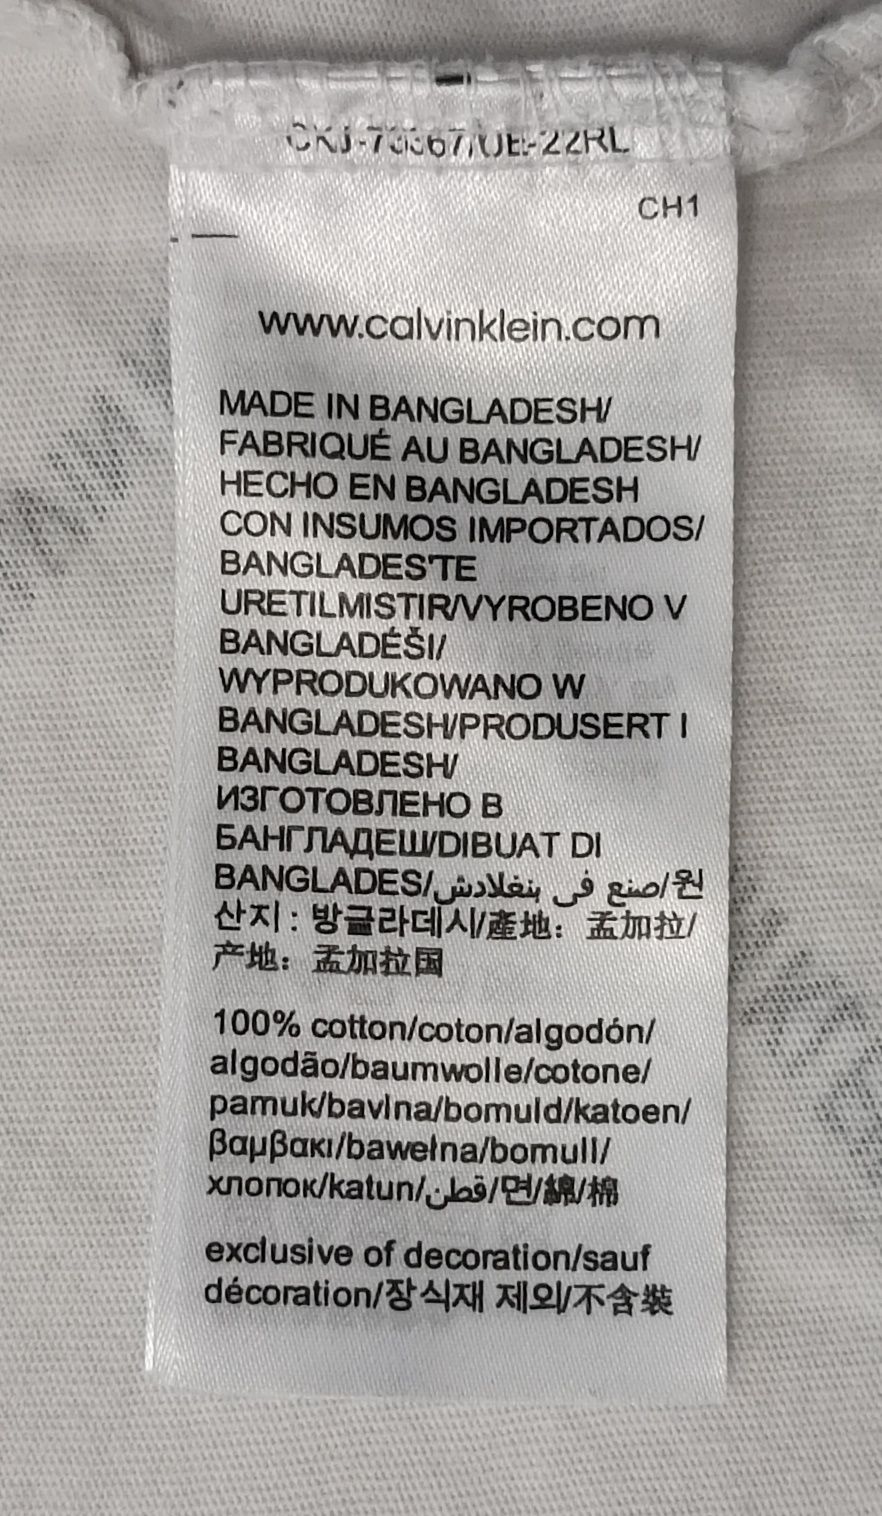 CH1
www.calvinklein.com
MADE IN BANGLADESH/
FABRIQUÉ AU BANGLADESH/
HECHO EN BANGLADESH
CON INSUMOS IMPORTADOS/
BANGLADES'TE
URETILMISTIR/VYROBENO V
BANGLADÉŠI/
WYPRODUKOWANO W
BANGLADESH/PRODUSERT I
BANGLADESH/
ИЗГОТОВЛЕНО В
БАНГЛАДЕШ/DIBUAT DI
BANGLADES/صنع في بنغلادش/원
산지 : 방글라데시/產地：孟加拉/
产地：孟加拉国
100% cotton/coton/algodón/
algodão/baumwolle/cotone/
pamuk/bavlna/bomuld/katoen/
βαμβακι/bawełna/bomull/
хлопок/katun/قطن/면/綿/棉
exclusive of decoration/sauf
décoration/장식재 제외/不含裝